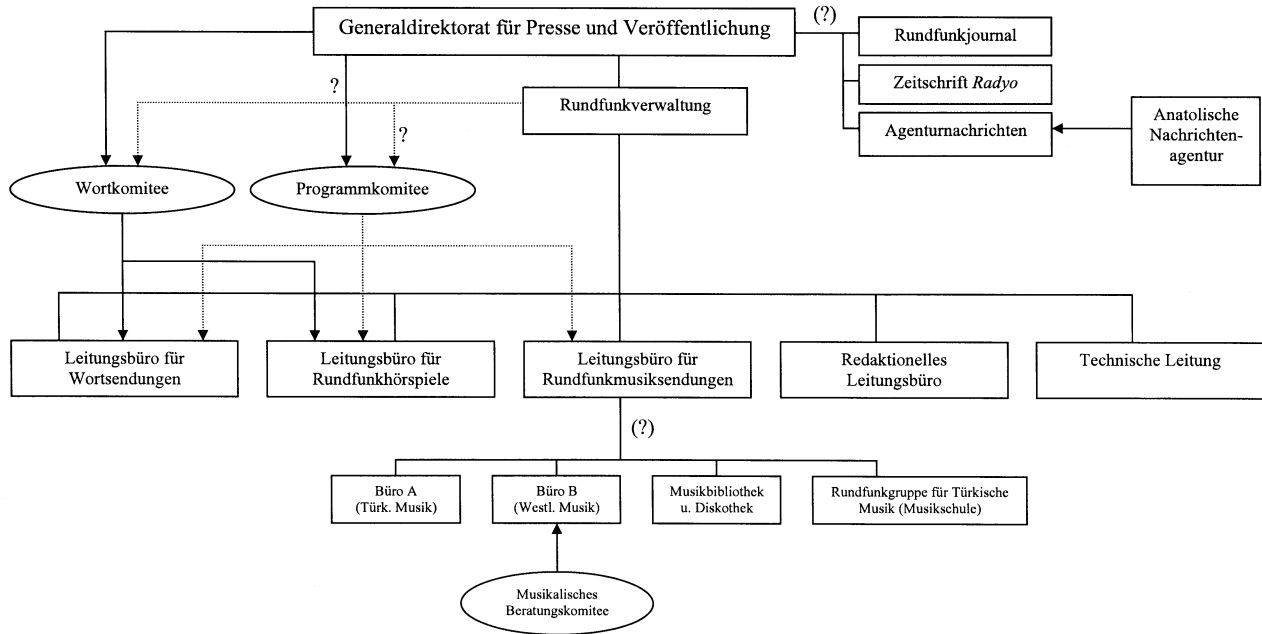 Generaldirektorat für Presse und Veröffentlichung
(?)
Rundfunkjournal
Zeitschrift Radyo
Agenturnachrichten
Anatolische
Nachrichten-
agentur
?
Rundfunkverwaltung
?
Wortkomitee
Programmkomitee
Leitungsbüro für
Wortsendungen
Leitungsbüro für
Rundfunkhörspiele
Leitungsbüro für
Rundfunkmusiksendungen
Redaktionelles
Leitungsbüro
Technische Leitung
(?)
Büro A
(Türk. Musik)
Büro B
(Westl. Musik)
Musikbibliothek
u. Diskothek
Rundfunkgruppe für Türkische
Musik (Musikschule)
Musikalisches
Beratungskomitee